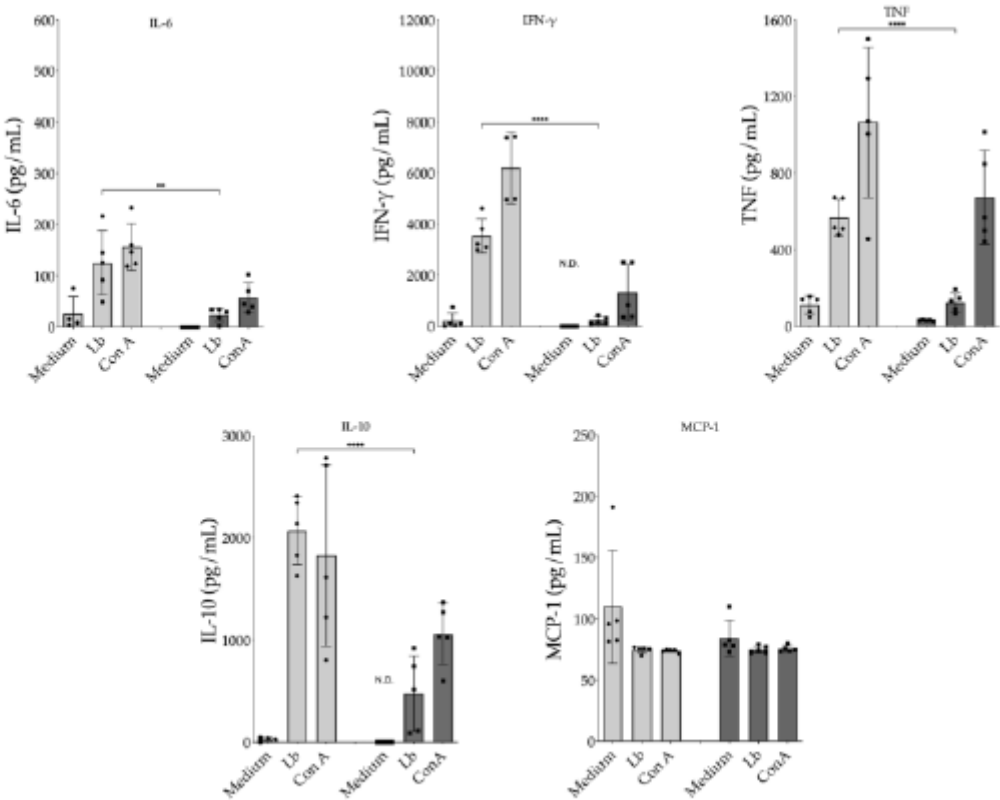 IL-6
IL-6 (pg/mL)
600
500
400
300
200
100
0
**
Medium
Lb
Con A
Medium
Lb
ConA
IFN-γ
IFN-γ (pg/mL)
12000
10000
8000
6000
4000
2000
0
****
N.D.
Medium
Lb
Con A
Medium
Lb
ConA
TNF
TNF (pg/mL)
1600
1200
800
400
0
****
Medium
Lb
Con A
Medium
Lb
ConA
IL-10
IL-10 (pg/mL)
3000
2000
1000
0
****
N.D.
Medium
Lb
Con A
Medium
Lb
ConA
MCP-1
MCP-1 (pg/mL)
250
200
150
100
50
0
Medium
Lb
Con A
Medium
Lb
ConA